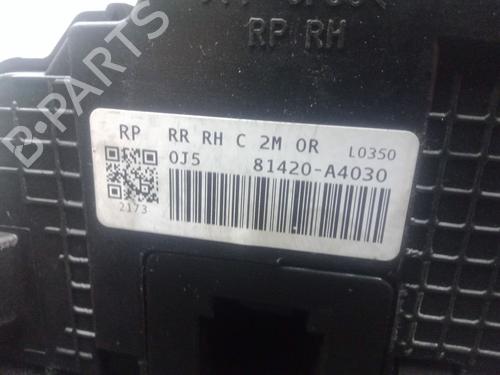 RP RH
RP RR RH C 2M OR L0350
0J5 81420-A4030
2173
B-PARTS